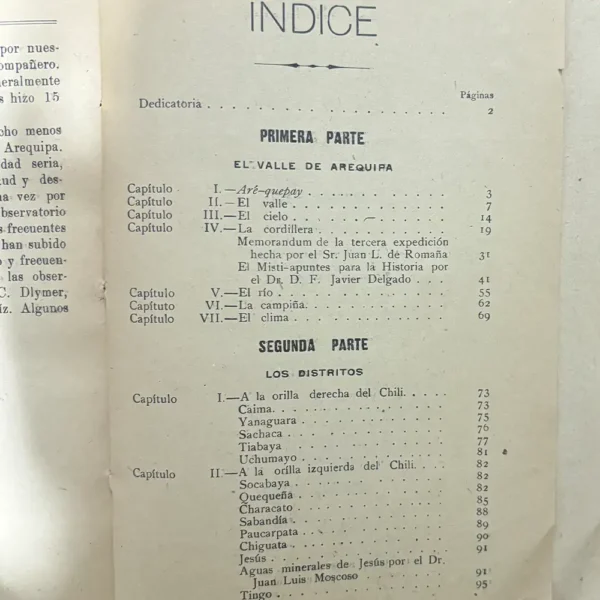 por nues-
ompañero.
eralmente
s hizo 15
cho menos
Arequipa.
dad seria,
tud y des-
na vez por
bservatorio
s frecuentes
han subido
o y frecuen-
las obser-
C. Dlymer,
iz. Algunos
INDICE
Páginas
Dedicatoria . . . . . . . . . . . . . . . . . . . 2
PRIMERA PARTE
EL VALLE DE AREQUIPA
Capítulo I.—Aré-quepay . . . . . . . . . . . 3
Capítulo II.—El valle . . . . . . . . . . . . 7
Capítulo III.—El cielo . . . . . . . . . . . . 14
Capítulo IV.—La cordillera . . . . . . . . . . 19
Memorandum de la tercera expedición
hecha por el Sr. Juan L. de Romaña 31
El Misti-apuntes para la Historia por
el Dr. D. F. Javier Delgado . . . 41
Capítulo V.—El río . . . . . . . . . . . . . 55
Capítuto VI.—La campiña. . . . . . . . . . . 62
Capítulo VII.—El clima . . . . . . . . . . . . 69
SEGUNDA PARTE
LOS DISTRITOS
Capítulo I.—A la orilla derecha del Chili. . . . . 73
Caima. . . . . . . . . . . . . . . 73
Yanaguara . . . . . . . . . . . . . 75
Sachaca . . . . . . . . . . . . . . 76
Tiabaya . . . . . . . . . . . . . . 77
Uchumayo . . . . . . . . . . . . . 81
Capítulo II.—A la orilla izquierda del Chili. . . . 82
Socabaya . . . . . . . . . . . . . 82
Quequeña . . . . . . . . . . . . . 82
Characato . . . . . . . . . . . . . 85
Sabandía . . . . . . . . . . . . . 88
Paucarpata . . . . . . . . . . . . . 89
Chiguata . . . . . . . . . . . . . 90
Jesús . . . . . . . . . . . . . . . 91
Aguas minerales de Jesús por el Dr.
Juan Luis Moscoso . . . . . . . 91
Tingo . . . . . . . . . . . . . . . 95